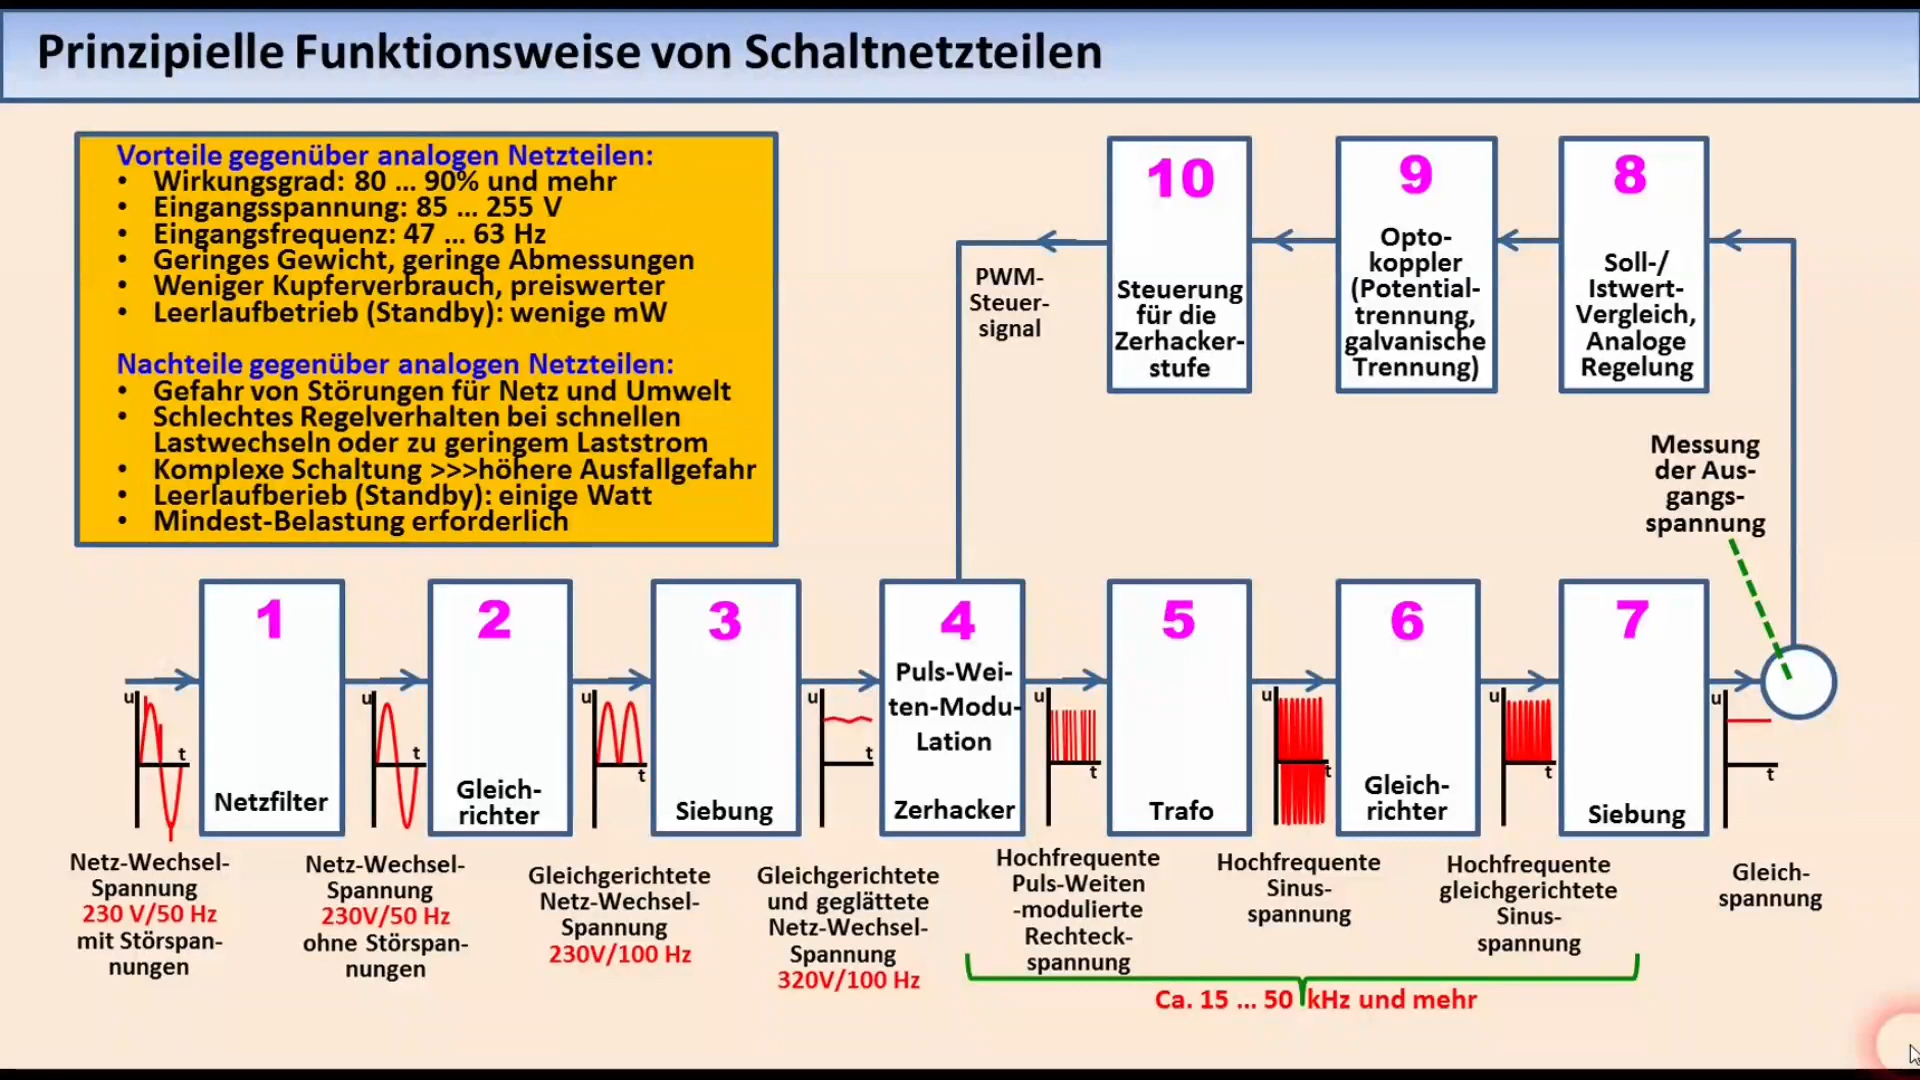 Prinzipielle Funktionsweise von Schaltnetzteilen
Vorteile gegenüber analogen Netzteilen:
• Wirkungsgrad: 80 ... 90% und mehr
• Eingangsspannung: 85 ... 255 V
• Eingangsfrequenz: 47 ... 63 Hz
• Geringes Gewicht, geringe Abmessungen
• Weniger Kupferverbrauch, preiswerter
• Leerlaufbetrieb (Standby): wenige mW
Nachteile gegenüber analogen Netzteilen:
• Gefahr von Störungen für Netz und Umwelt
• Schlechtes Regelverhalten bei schnellen
Lastwechseln oder zu geringem Laststrom
• Komplexe Schaltung >>>höhere Ausfallgefahr
• Leerlaufberieb (Standby): einige Watt
• Mindest-Belastung erforderlich
PWM-
Steuer-
signal
10
Steuerung
für die
Zerhacker-
stufe
9
Opto-
koppler
(Potential-
trennung,
galvanische
Trennung)
8
Soll-/
Istwert-
Vergleich,
Analoge
Regelung
Messung
der Aus-
gangs-
spannung
u
t
1
Netzfilter
u
t
2
Gleich-
richter
u
t
3
Siebung
u
t
4
Puls-Wei-
ten-Modu-
Lation
Zerhacker
u
t
5
Trafo
u
t
6
Gleich-
richter
u
t
7
Siebung
u
t
Netz-Wechsel-
Spannung
230 V/50 Hz
mit Störspan-
nungen
Netz-Wechsel-
Spannung
230V/50 Hz
ohne Störspan-
nungen
Gleichgerichtete
Netz-Wechsel-
Spannung
230V/100 Hz
Gleichgerichtete
und geglättete
Netz-Wechsel-
Spannung
320V/100 Hz
Hochfrequente
Puls-Weiten
-modulierte
Rechteck-
spannung
Hochfrequente
Sinus-
spannung
Hochfrequente
gleichgerichtete
Sinus-
spannung
Gleich-
spannung
Ca. 15 ... 50 kHz und mehr